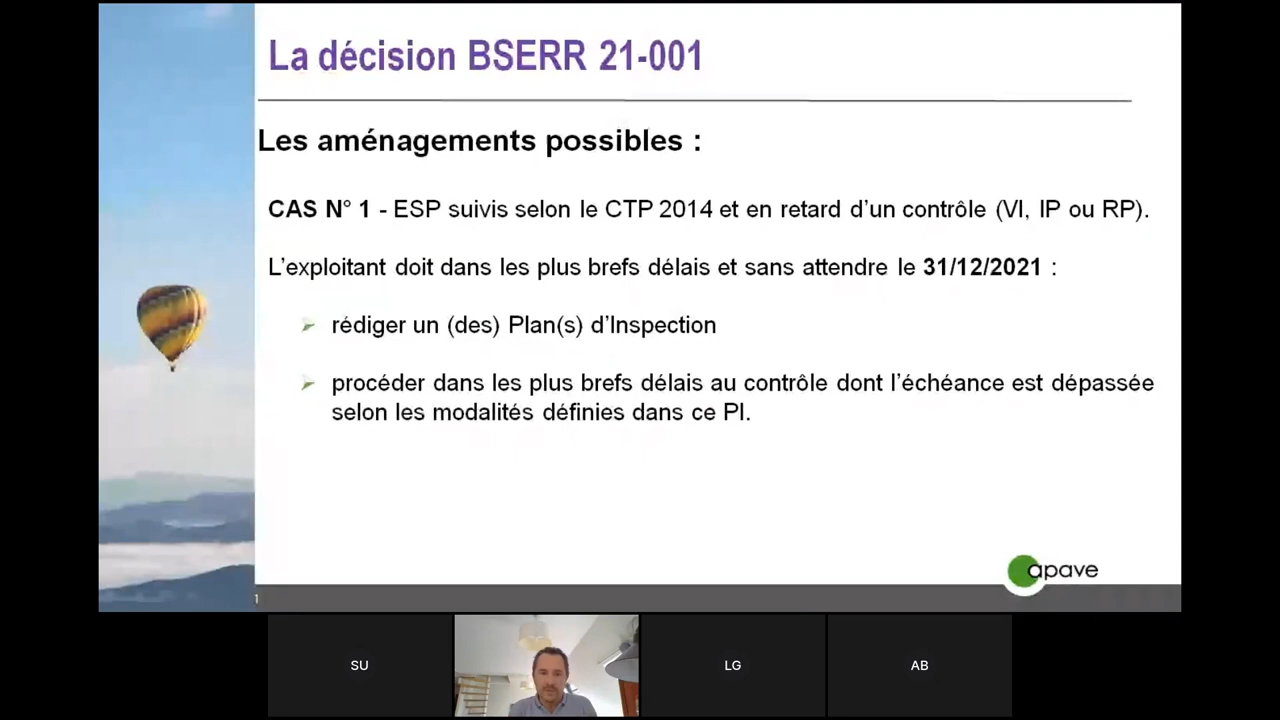 La décision BSERR 21-001
Les aménagements possibles :
CAS N° 1 - ESP suivis selon le CTP 2014 et en retard d’un contrôle (VI, IP ou RP).
L’exploitant doit dans les plus brefs délais et sans attendre le 31/12/2021 :
rédiger un (des) Plan(s) d’Inspection
procéder dans les plus brefs délais au contrôle dont l’échéance est dépassée
selon les modalités définies dans ce PI.
apave
1
SU
LG
AB